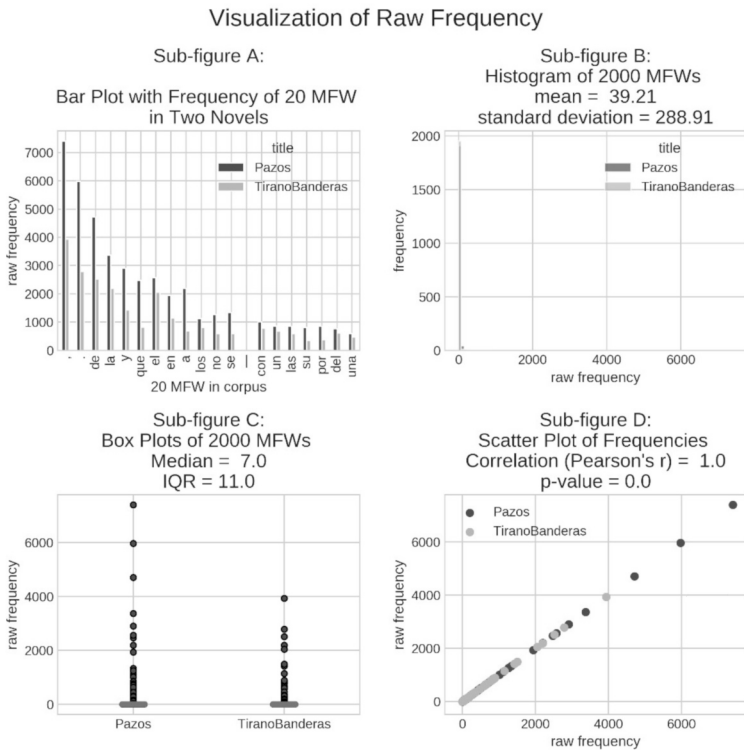 Visualization of Raw Frequency
Sub-figure A:
Bar Plot with Frequency of 20 MFW
in Two Novels
title
Pazos
TiranoBanderas
raw frequency
7000
6000
5000
4000
3000
2000
1000
0
, . de la y que el en a los no se — con un las su por del una
20 MFW in corpus
Sub-figure B:
Histogram of 2000 MFWs
mean = 39.21
standard deviation = 288.91
title
Pazos
TiranoBanderas
frequency
2000
1500
1000
500
0
0 2000 4000 6000
raw frequency
Sub-figure C:
Box Plots of 2000 MFWs
Median = 7.0
IQR = 11.0
raw frequency
6000
4000
2000
0
Pazos TiranoBanderas
Sub-figure D:
Scatter Plot of Frequencies
Correlation (Pearson's r) = 1.0
p-value = 0.0
Pazos
TiranoBanderas
raw frequency
6000
4000
2000
0
0 2000 4000 6000
raw frequency